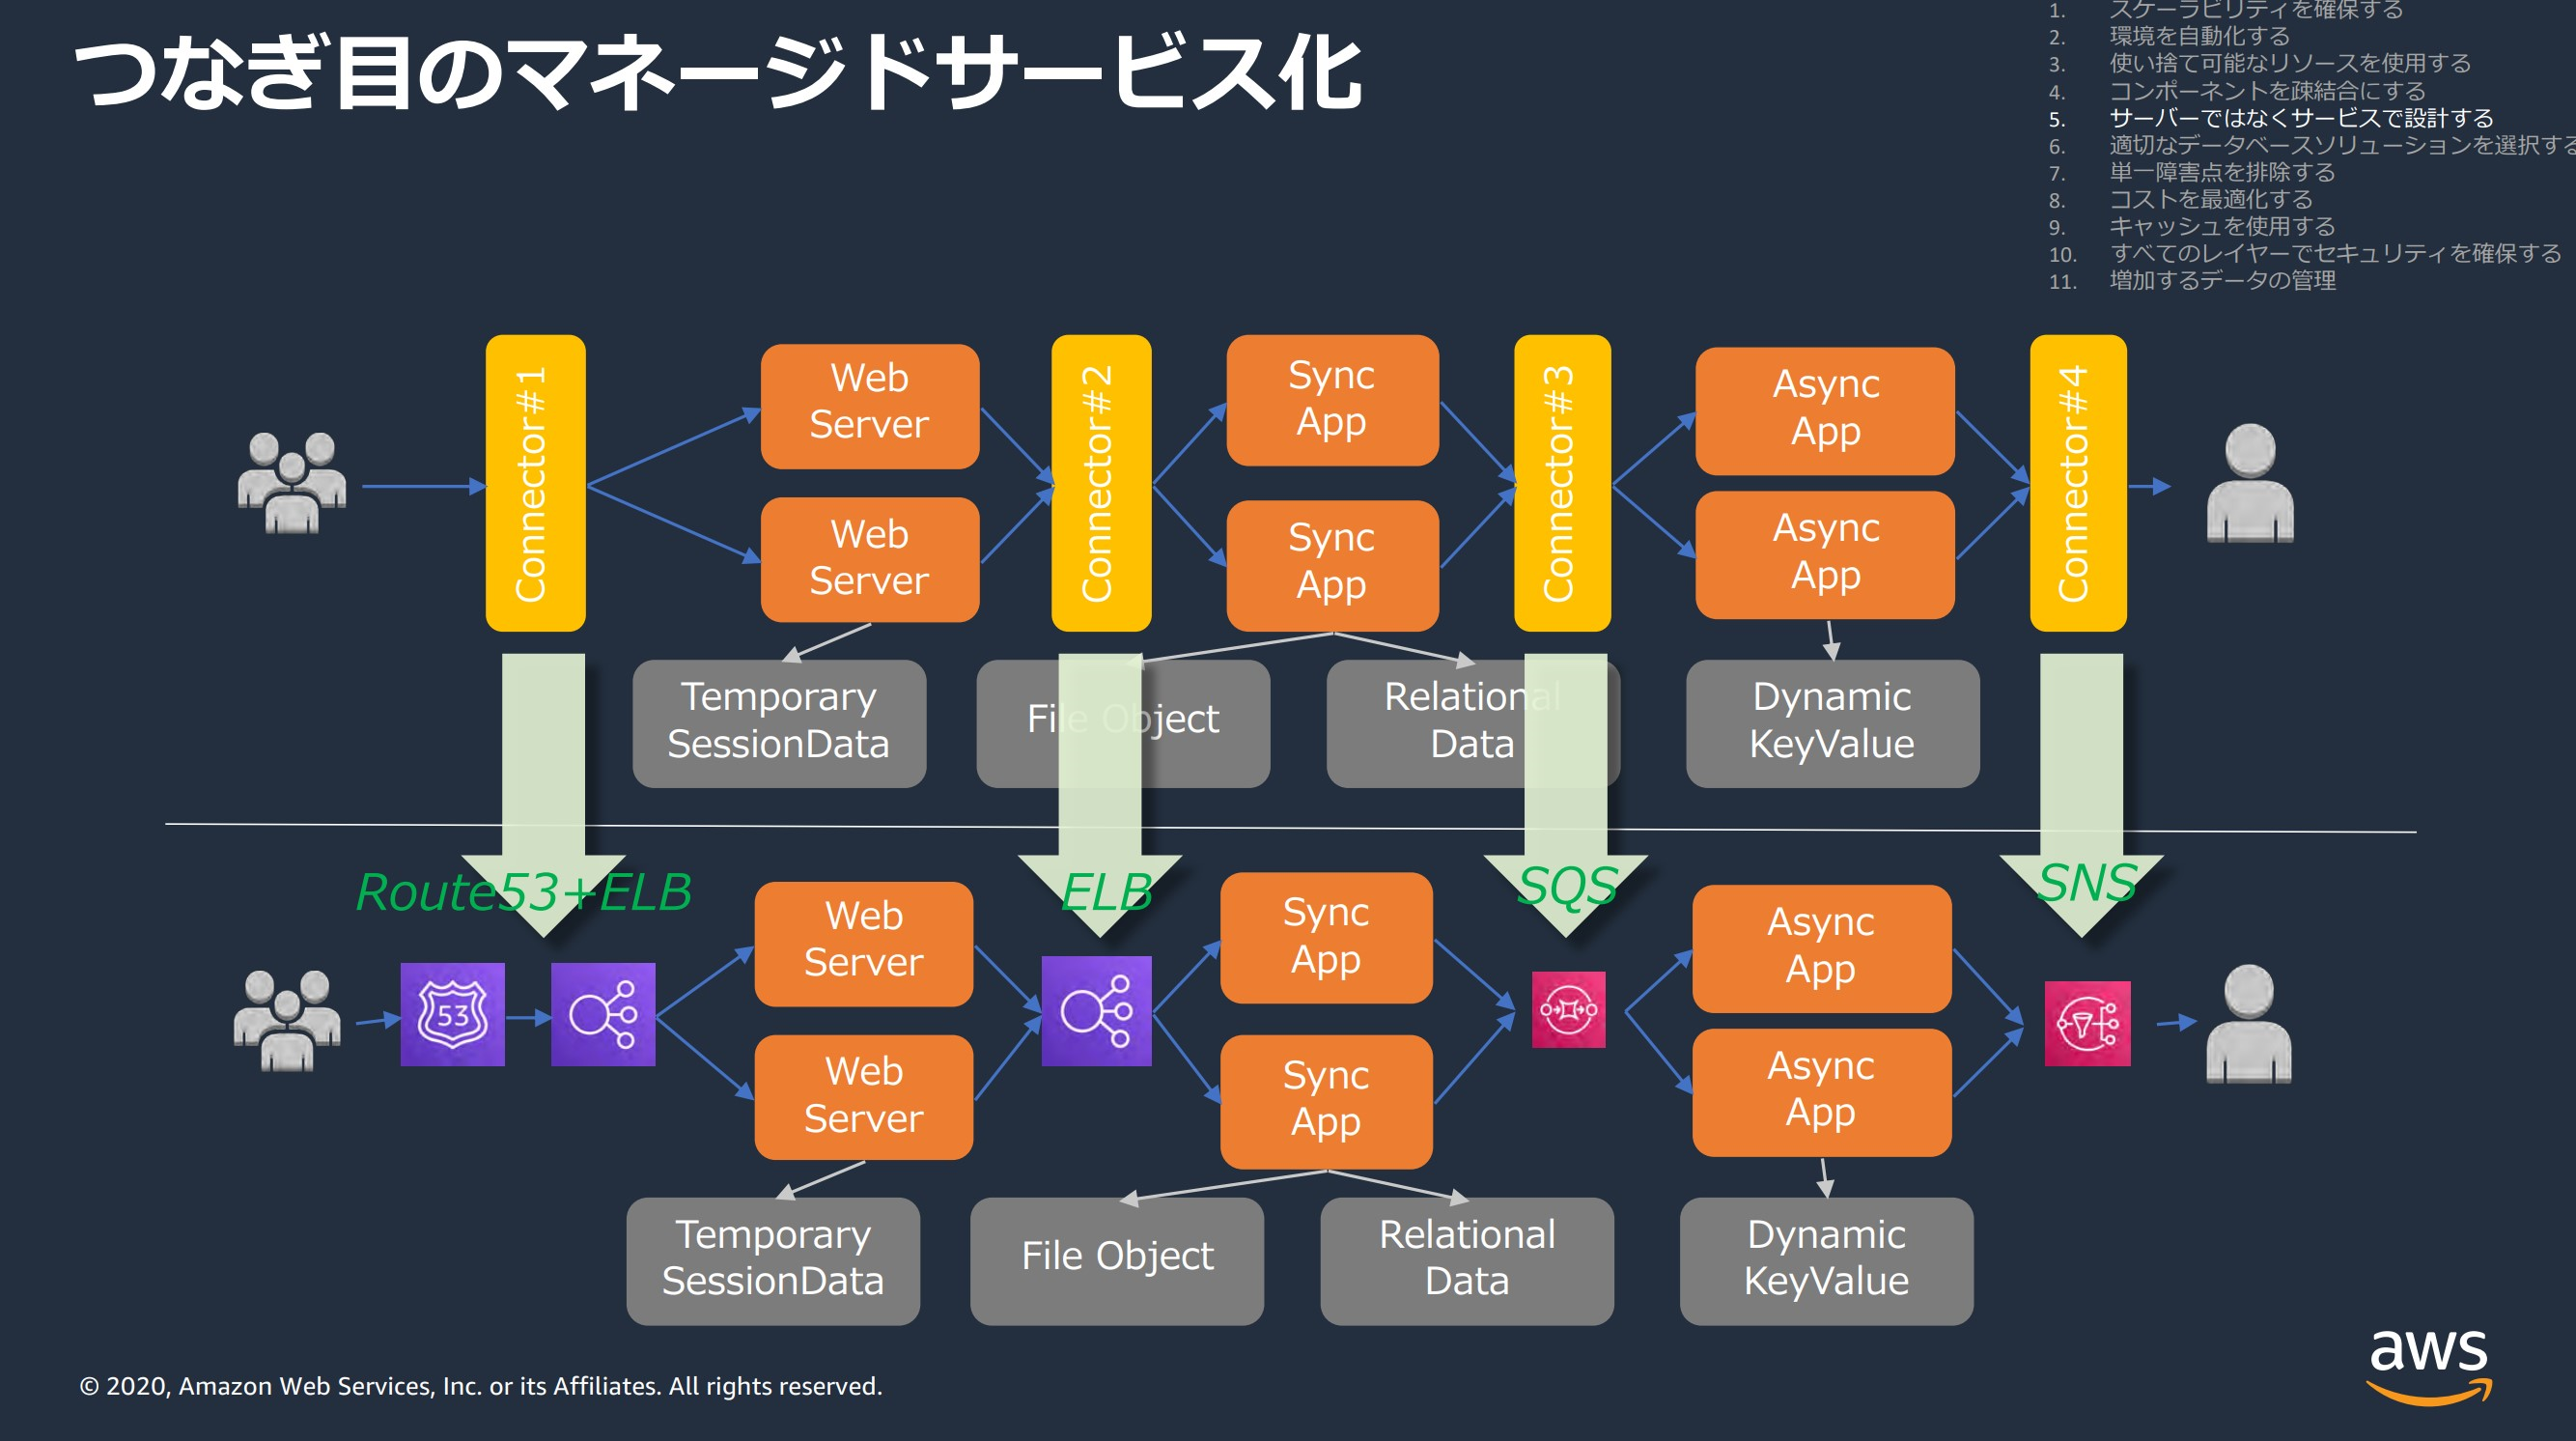 つなぎ目のマネージドサービス化
1. スケーラビリティを確保する
2. 環境を自動化する
3. 使い捨て可能なリソースを使用する
4. コンポーネントを疎結合にする
5. サーバーではなくサービスで設計する
6. 適切なデータベースソリューションを選択する
7. 単一障害点を排除する
8. コストを最適化する
9. キャッシュを使用する
10. すべてのレイヤーでセキュリティを確保する
11. 増加するデータの管理
Connector#1
Web
Server
Web
Server
Connector#2
Sync
App
Sync
App
Connector#3
Async
App
Async
App
Connector#4
Temporary
SessionData
File Object
Relational
Data
Dynamic
KeyValue
Route53+ELB
ELB
SQS
SNS
53
Web
Server
Web
Server
Sync
App
Sync
App
Async
App
Async
App
Temporary
SessionData
File Object
Relational
Data
Dynamic
KeyValue
© 2020, Amazon Web Services, Inc. or its Affiliates. All rights reserved.
aws